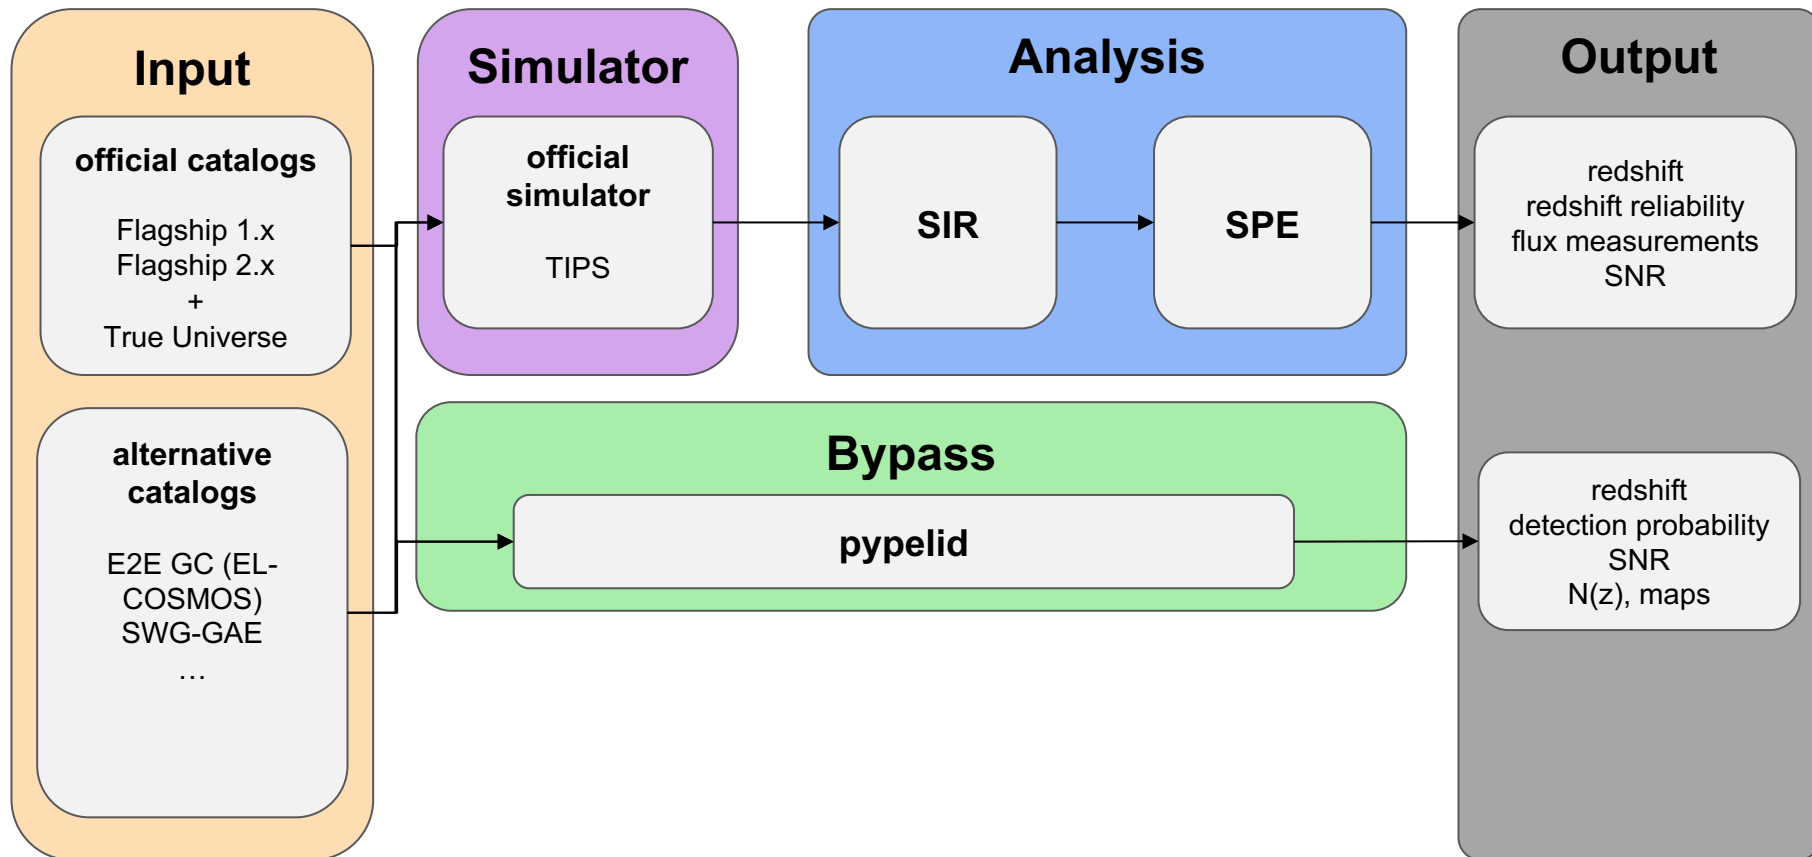 Input
official catalogs
Flagship 1.x
Flagship 2.x
+
True Universe
alternative
catalogs
E2E GC (EL-
COSMOS)
SWG-GAE
…
Simulator
official
simulator
TIPS
Analysis
SIR
SPE
Bypass
pypelid
Output
redshift
redshift reliability
flux measurements
SNR
redshift
detection probability
SNR
N(z), maps